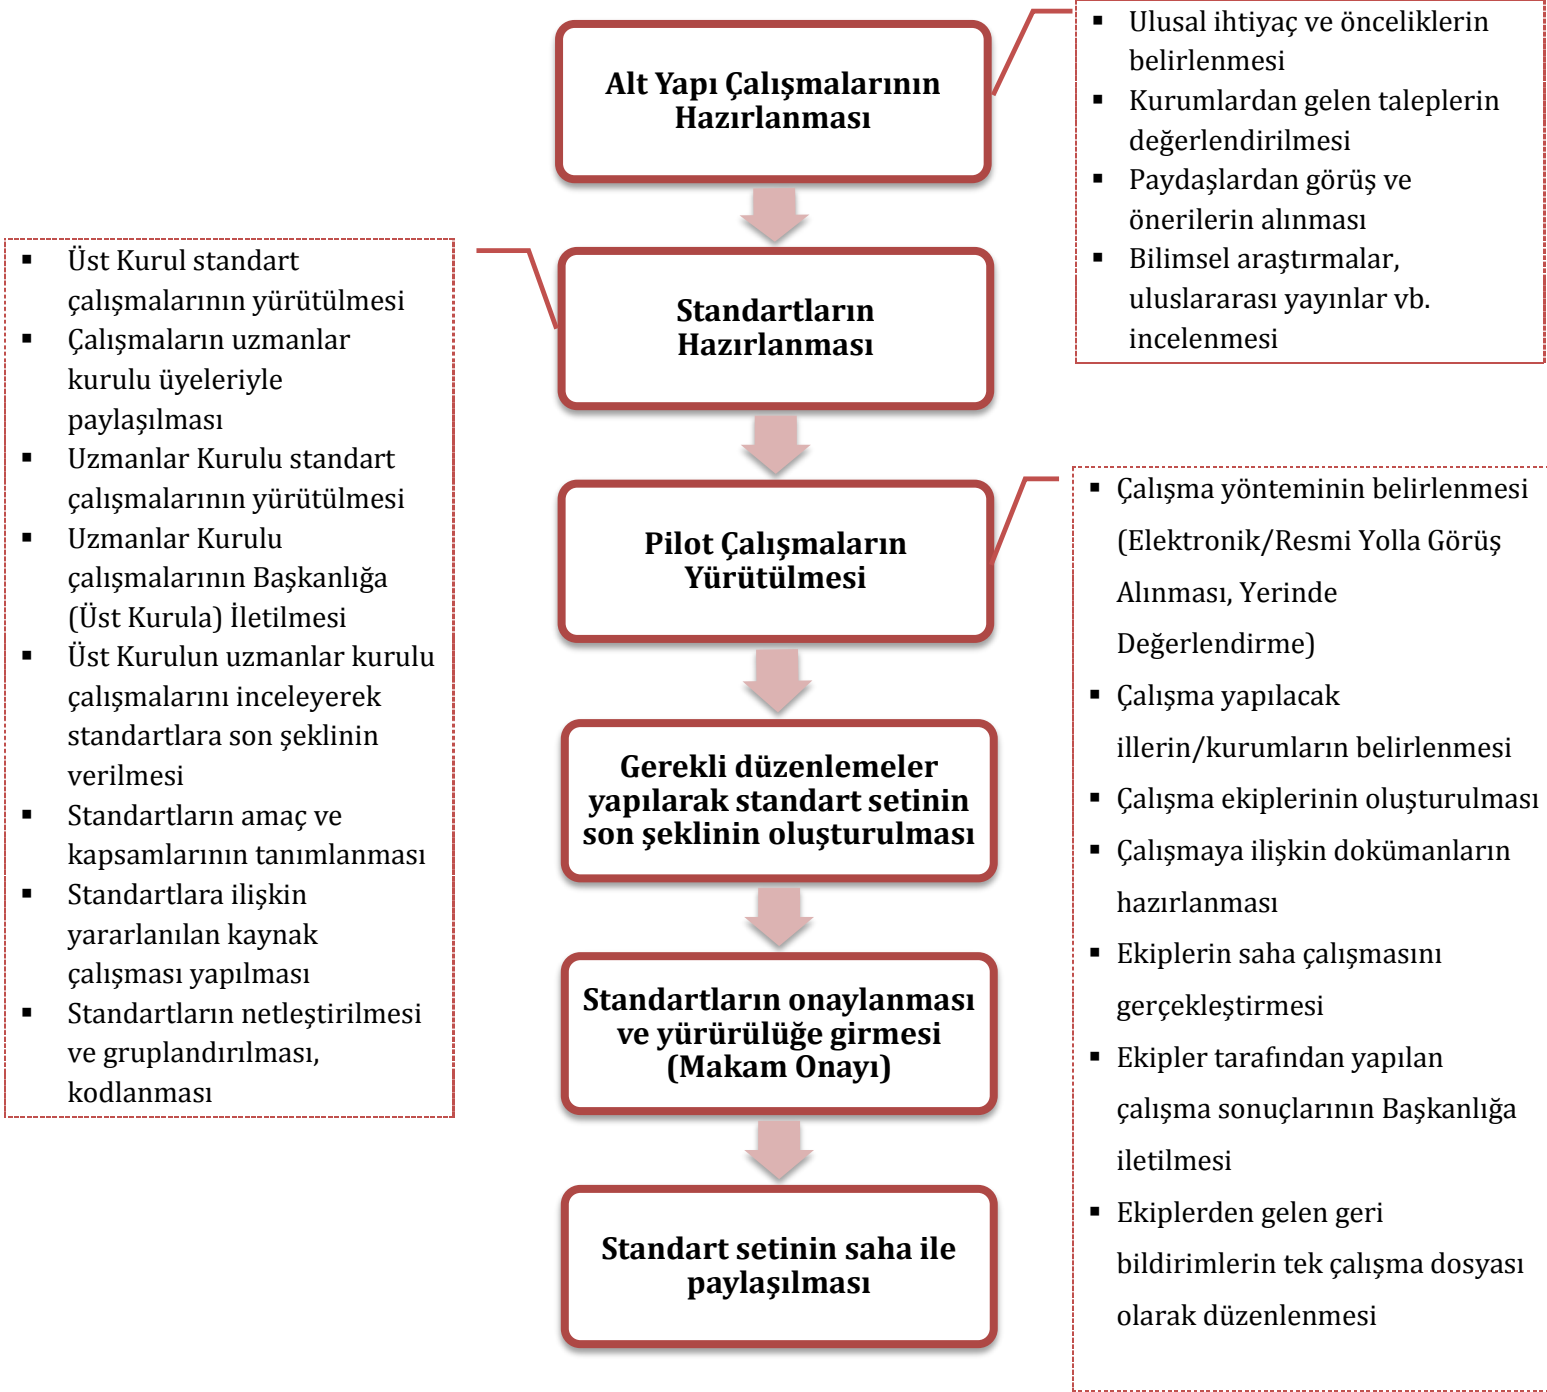 Alt Yapı Çalışmalarının
Hazırlanması
▪ Ulusal ihtiyaç ve önceliklerin
belirlenmesi
▪ Kurumlardan gelen taleplerin
değerlendirilmesi
▪ Paydaşlardan görüş ve
önerilerin alınması
▪ Bilimsel araştırmalar,
uluslararası yayınlar vb.
incelenmesi
Standartların
Hazırlanması
▪ Üst Kurul standart
çalışmalarının yürütülmesi
▪ Çalışmaların uzmanlar
kurulu üyeleriyle
paylaşılması
▪ Uzmanlar Kurulu standart
çalışmalarının yürütülmesi
▪ Uzmanlar Kurulu
çalışmalarının Başkanlığa
(Üst Kurula) İletilmesi
▪ Üst Kurulun uzmanlar kurulu
çalışmalarını inceleyerek
standartlara son şeklinin
verilmesi
▪ Standartların amaç ve
kapsamlarının tanımlanması
▪ Standartlara ilişkin
yararlanılan kaynak
çalışması yapılması
▪ Standartların netleştirilmesi
ve gruplandırılması,
kodlanması
Pilot Çalışmaların
Yürütülmesi
▪ Çalışma yönteminin belirlenmesi
(Elektronik/Resmi Yolla Görüş
Alınması, Yerinde
Değerlendirme)
▪ Çalışma yapılacak
illerin/kurumların belirlenmesi
▪ Çalışma ekiplerinin oluşturulması
▪ Çalışmaya ilişkin dokümanların
hazırlanması
▪ Ekiplerin saha çalışmasını
gerçekleştirmesi
▪ Ekipler tarafından yapılan
çalışma sonuçlarının Başkanlığa
iletilmesi
▪ Ekiplerden gelen geri
bildirimlerin tek çalışma dosyası
olarak düzenlenmesi
Gerekli düzenlemeler
yapılarak standart setinin
son şeklinin oluşturulması
Standartların onaylanması
ve yürürülüğe girmesi
(Makam Onayı)
Standart setinin saha ile
paylaşılması